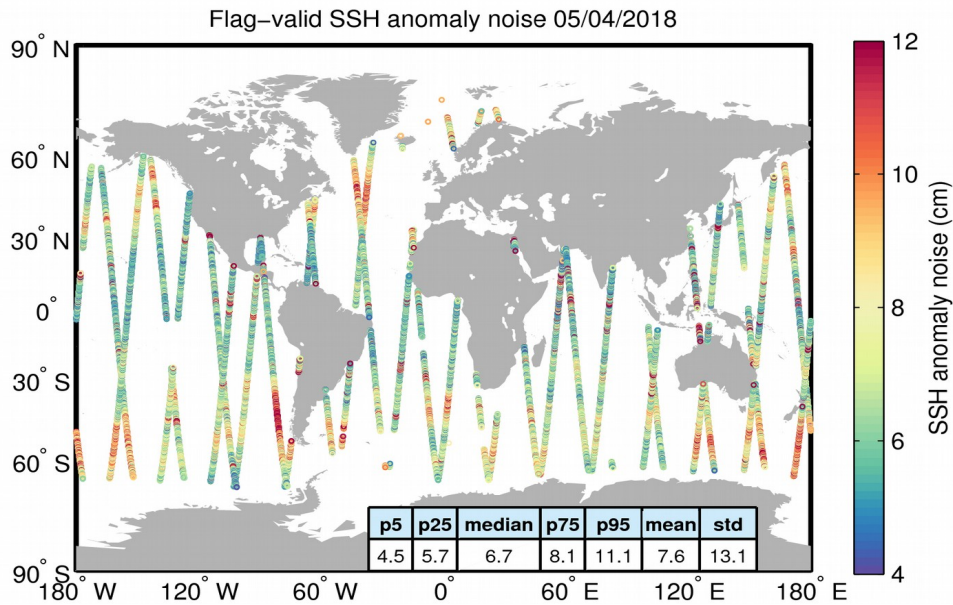 Flag−valid SSH anomaly noise 05/04/2018
90° N
60° N
30° N
0°
30° S
60° S
90° S
180° W
120° W
60° W
0°
60° E
120° E
180° E
p5 p25 median p75 p95 mean std
4.5 5.7 6.7 8.1 11.1 7.6 13.1
12
10
8
6
4
SSH anomaly noise (cm)